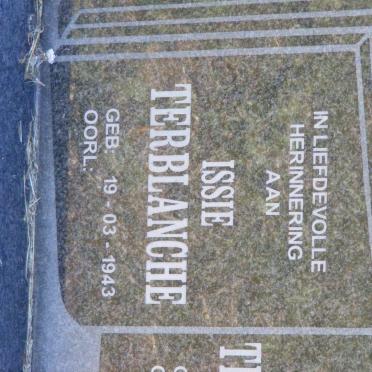 IN LIEFDEVOLLE
HERINNERING
AAN
ISSIE
TERBLANCHE
GEB. 19 - 03 - 1943
OORL.